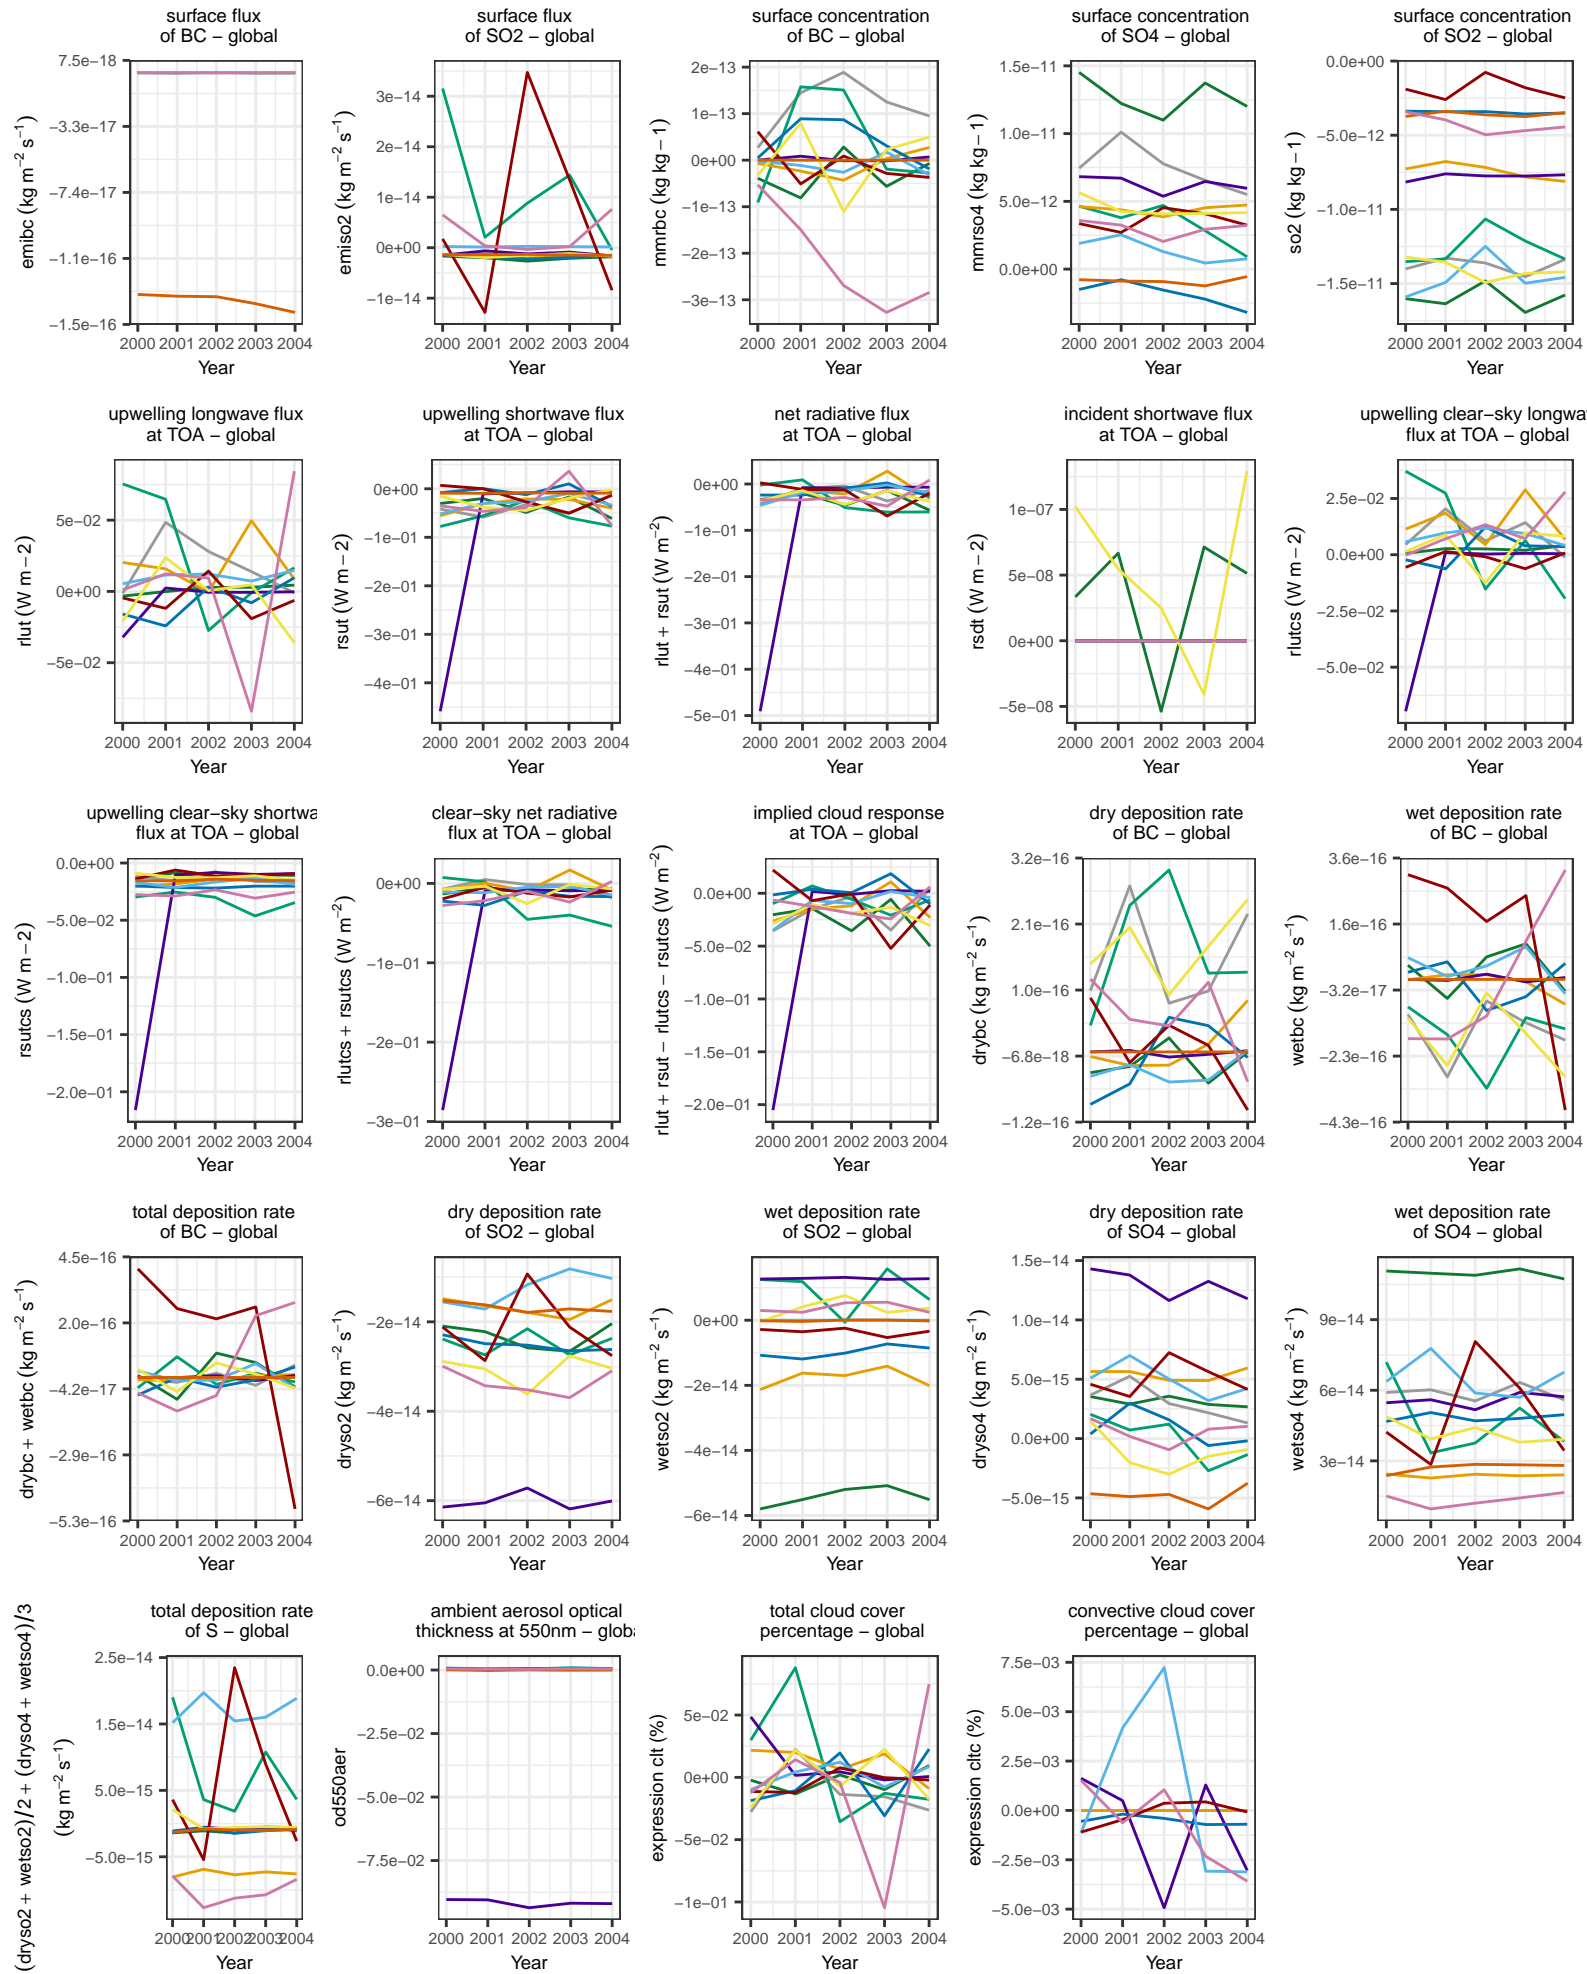 surface flux
of BC − global
7.5e−18
−3.3e−17
−7.4e−17
−1.1e−16
−1.5e−16
emibc (kg m−2 s−1)
2000 2001 2002 2003 2004
Year
surface flux
of SO2 − global
3e−14
2e−14
1e−14
0e+00
−1e−14
emiso2 (kg m−2 s−1)
2000 2001 2002 2003 2004
Year
surface concentration
of BC − global
2e−13
1e−13
0e+00
−1e−13
−2e−13
−3e−13
mmrbc (kg kg − 1)
2000 2001 2002 2003 2004
Year
surface concentration
of SO4 − global
1.5e−11
1.0e−11
5.0e−12
0.0e+00
mmrso4 (kg kg − 1)
2000 2001 2002 2003 2004
Year
surface concentration
of SO2 − global
0.0e+00
−5.0e−12
−1.0e−11
−1.5e−11
so2 (kg kg − 1)
2000 2001 2002 2003 2004
Year
upwelling longwave flux
at TOA − global
5e−02
0e+00
−5e−02
rlut (W m − 2)
2000 2001 2002 2003 2004
Year
upwelling shortwave flux
at TOA − global
0e+00
−1e−01
−2e−01
−3e−01
−4e−01
rsut (W m − 2)
2000 2001 2002 2003 2004
Year
net radiative flux
at TOA − global
0e+00
−1e−01
−2e−01
−3e−01
−4e−01
−5e−01
rlut + rsut (W m−2)
2000 2001 2002 2003 2004
Year
incident shortwave flux
at TOA − global
1e−07
5e−08
0e+00
−5e−08
rsdt (W m − 2)
2000 2001 2002 2003 2004
Year
upwelling clear−sky longwa
flux at TOA − global
2.5e−02
0.0e+00
−2.5e−02
−5.0e−02
rlutcs (W m − 2)
2000 2001 2002 2003 2004
Year
upwelling clear−sky shortwa
flux at TOA − global
0.0e+00
−5.0e−02
−1.0e−01
−1.5e−01
−2.0e−01
rsutcs (W m − 2)
2000 2001 2002 2003 2004
Year
clear−sky net radiative
flux at TOA − global
0e+00
−1e−01
−2e−01
−3e−01
rlutcs + rsutcs (W m−2)
2000 2001 2002 2003 2004
Year
implied cloud response
at TOA − global
0.0e+00
−5.0e−02
−1.0e−01
−1.5e−01
−2.0e−01
rlut + rsut − rlutcs − rsutcs (W m−2)
2000 2001 2002 2003 2004
Year
dry deposition rate
of BC − global
3.2e−16
2.1e−16
1.0e−16
−6.8e−18
−1.2e−16
drybc (kg m−2 s−1)
2000 2001 2002 2003 2004
Year
wet deposition rate
of BC − global
3.6e−16
1.6e−16
−3.2e−17
−2.3e−16
−4.3e−16
wetbc (kg m−2 s−1)
2000 2001 2002 2003 2004
Year
total deposition rate
of BC − global
4.5e−16
2.0e−16
−4.2e−17
−2.9e−16
−5.3e−16
drybc + wetbc (kg m−2 s−1)
2000 2001 2002 2003 2004
Year
dry deposition rate
of SO2 − global
−2e−14
−4e−14
−6e−14
dryso2 (kg m−2 s−1)
2000 2001 2002 2003 2004
Year
wet deposition rate
of SO2 − global
0e+00
−2e−14
−4e−14
−6e−14
wetso2 (kg m−2 s−1)
2000 2001 2002 2003 2004
Year
dry deposition rate
of SO4 − global
1.5e−14
1.0e−14
5.0e−15
0.0e+00
−5.0e−15
dryso4 (kg m−2 s−1)
2000 2001 2002 2003 2004
Year
wet deposition rate
of SO4 − global
9e−14
6e−14
3e−14
wetso4 (kg m−2 s−1)
2000 2001 2002 2003 2004
Year
total deposition rate
of S − global
2.5e−14
1.5e−14
5.0e−15
−5.0e−15
(dryso2 + wetso2)/2 + (dryso4 + wetso4)/3
(kg m−2 s−1)
2000 2001 2002 2003 2004
Year
ambient aerosol optical
thickness at 550nm − globa
0.0e+00
−2.5e−02
−5.0e−02
−7.5e−02
od550aer
2000 2001 2002 2003 2004
Year
total cloud cover
percentage − global
5e−02
0e+00
−5e−02
−1e−01
expression clt (%)
2000 2001 2002 2003 2004
Year
convective cloud cover
percentage − global
7.5e−03
5.0e−03
2.5e−03
0.0e+00
−2.5e−03
−5.0e−03
expression cltc (%)
2000 2001 2002 2003 2004
Year